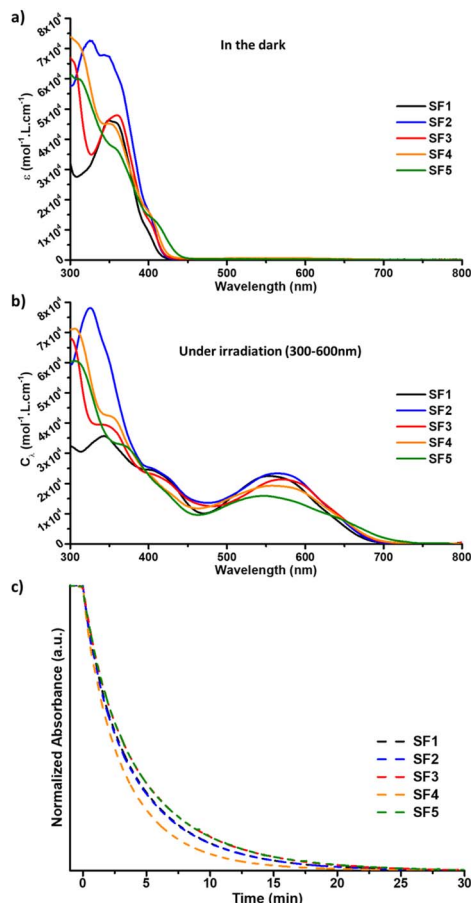 a)
In the dark
ε (mol⁻¹.L.cm⁻¹)
8x10⁴
7x10⁴
6x10⁴
5x10⁴
4x10⁴
3x10⁴
2x10⁴
1x10⁴
0
SF1
SF2
SF3
SF4
SF5
300 400 500 600 700 800
Wavelength (nm)
b)
Under irradiation (300-600nm)
Cλ (mol⁻¹.L.cm⁻¹)
8x10⁴
7x10⁴
6x10⁴
5x10⁴
4x10⁴
3x10⁴
2x10⁴
1x10⁴
0
SF1
SF2
SF3
SF4
SF5
300 400 500 600 700 800
Wavelength (nm)
c)
Normalized Absorbance (a.u.)
SF1
SF2
SF3
SF4
SF5
0 5 10 15 20 25 30
Time (min)